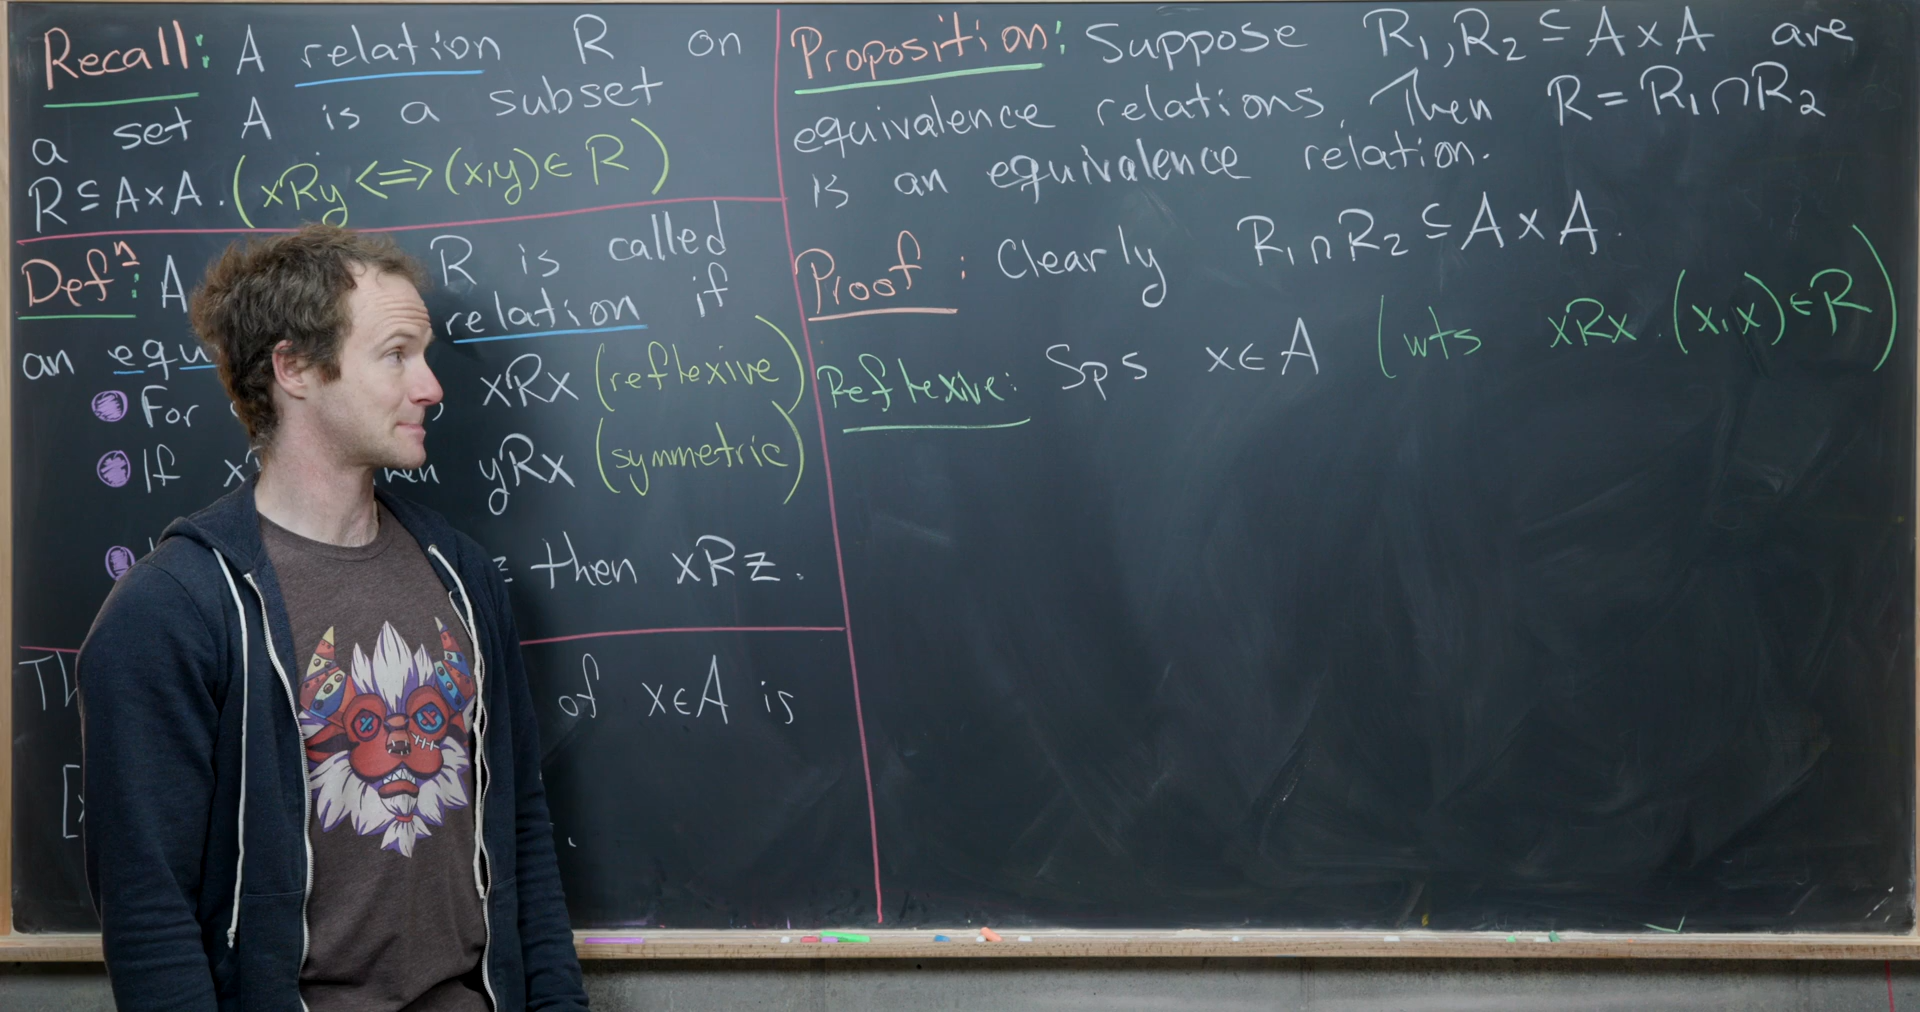 Recall: A relation R on
a set A is a subset
R ⊆ A×A. (xRy ⟺ (x,y) ∈ R)
Defⁿ: A R is called
an equ relation if
For , xRx (reflexive)
If x yRx (symmetric)
then xRz.
of x∈A is
[
Proposition: Suppose R₁, R₂ ⊆ A×A are
equivalence relations. Then R = R₁∩R₂
is an equivalence relation.
Proof: Clearly R₁∩R₂ ⊆ A×A.
Reflexive: Sps x∈A (wts xRx. (x,x)∈R)